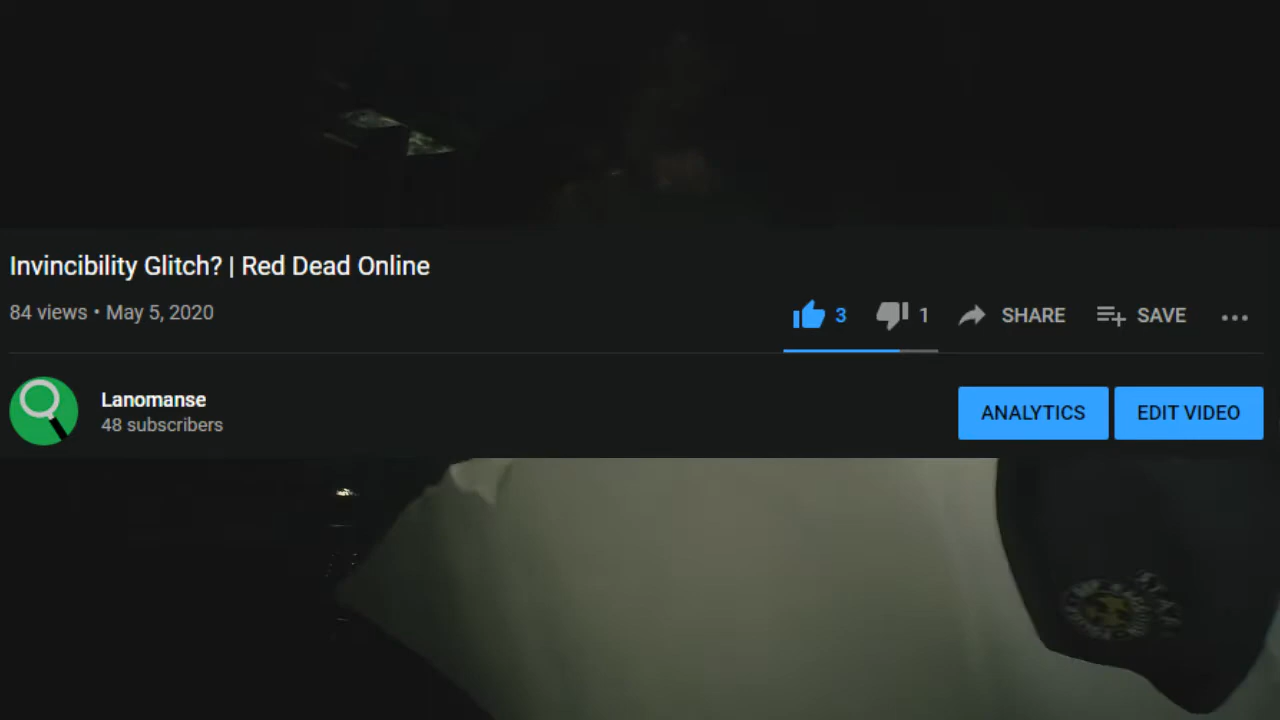 Invincibility Glitch? | Red Dead Online
84 views • May 5, 2020
3 1 SHARE SAVE
Lanomanse
48 subscribers
ANALYTICS EDIT VIDEO